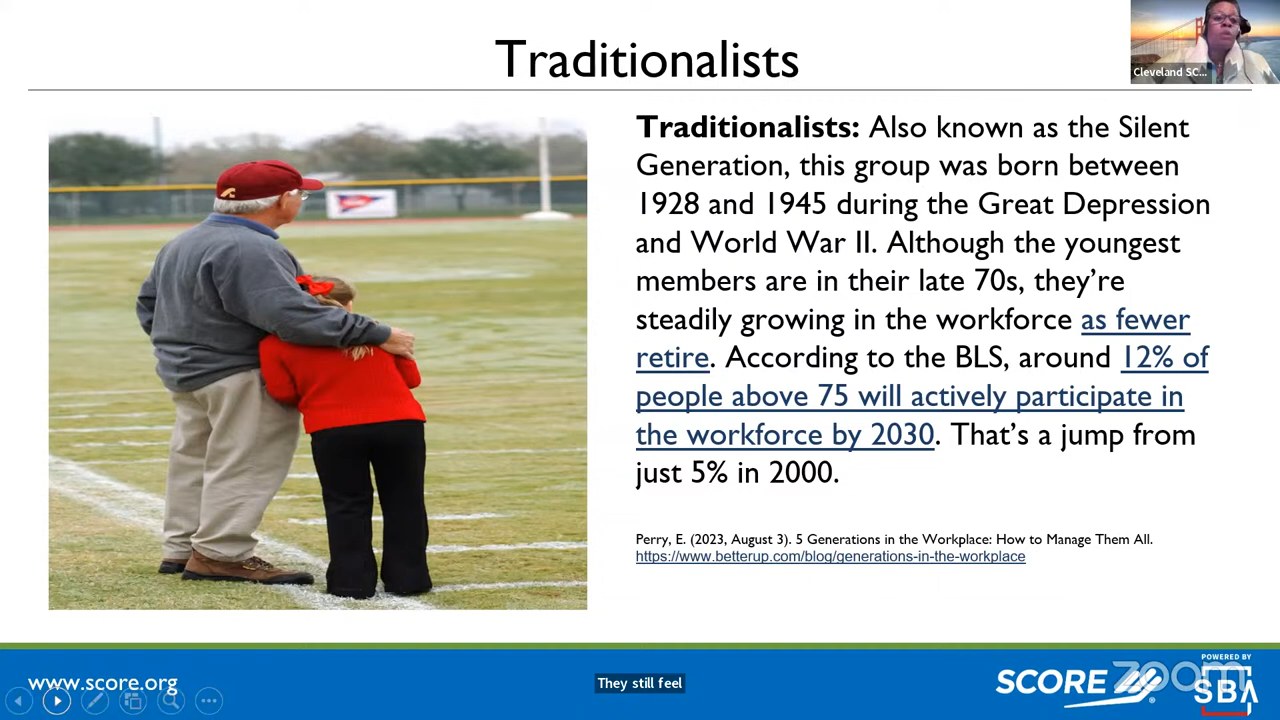 Traditionalists
Cleveland SC...
Traditionalists: Also known as the Silent
Generation, this group was born between
1928 and 1945 during the Great Depression
and World War II. Although the youngest
members are in their late 70s, they're
steadily growing in the workforce as fewer
retire. According to the BLS, around 12% of
people above 75 will actively participate in
the workforce by 2030. That's a jump from
just 5% in 2000.
Perry, E. (2023, August 3). 5 Generations in the Workplace: How to Manage Them All.
https://www.betterup.com/blog/generations-in-the-workplace
www.score.org
They still feel
SCORE
zoom
POWERED BY
SBA